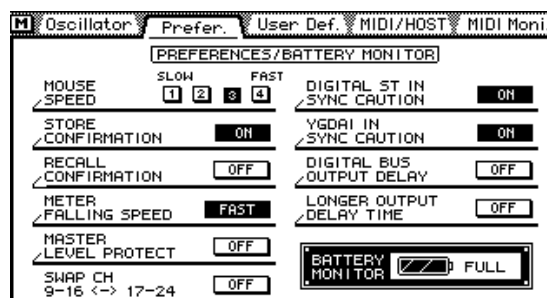 M Oscillator Prefer. User Def. MIDI/HOST MIDI Moni.
PREFERENCES/BATTERY MONITOR
SLOW FAST
MOUSE SPEED 1 2 3 4
STORE CONFIRMATION ON
RECALL CONFIRMATION OFF
METER FALLING SPEED FAST
MASTER LEVEL PROTECT OFF
SWAP CH 9-16 <-> 17-24 OFF
DIGITAL ST IN SYNC CAUTION ON
YGDAI IN SYNC CAUTION ON
DIGITAL BUS OUTPUT DELAY OFF
LONGER OUTPUT DELAY TIME OFF
BATTERY MONITOR FULL